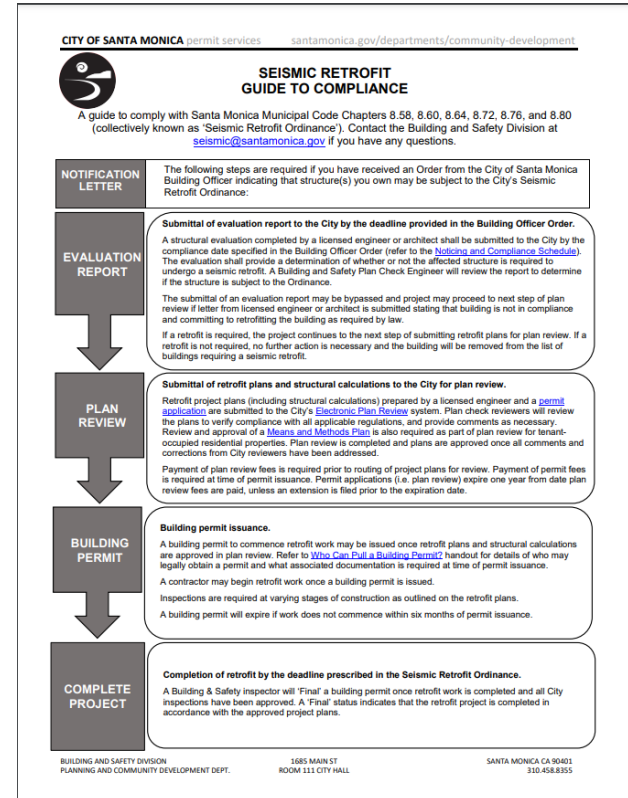 CITY OF SANTA MONICA permit services santamonica.gov/departments/community-development
SEISMIC RETROFIT
GUIDE TO COMPLIANCE
A guide to comply with Santa Monica Municipal Code Chapters 8.58, 8.60, 8.64, 8.72, 8.76, and 8.80
(collectively known as ‘Seismic Retrofit Ordinance’). Contact the Building and Safety Division at
seismic@santamonica.gov if you have any questions.
NOTIFICATION
LETTER
The following steps are required if you have received an Order from the City of Santa Monica
Building Officer indicating that structure(s) you own may be subject to the City’s Seismic
Retrofit Ordinance:
EVALUATION
REPORT
Submittal of evaluation report to the City by the deadline provided in the Building Officer Order.
A structural evaluation completed by a licensed engineer or architect shall be submitted to the City by the
compliance date specified in the Building Officer Order (refer to the Noticing and Compliance Schedule).
The evaluation shall provide a determination of whether or not the affected structure is required to
undergo a seismic retrofit. A Building and Safety Plan Check Engineer will review the report to determine
if the structure is subject to the Ordinance.
The submittal of an evaluation report may be bypassed and project may proceed to next step of plan
review if letter from licensed engineer or architect is submitted stating that building is not in compliance
and committing to retrofitting the building as required by law.
If a retrofit is required, the project continues to the next step of submitting retrofit plans for plan review. If a
retrofit is not required, no further action is necessary and the building will be removed from the list of
buildings requiring a seismic retrofit.
PLAN
REVIEW
Submittal of retrofit plans and structural calculations to the City for plan review.
Retrofit project plans (including structural calculations) prepared by a licensed engineer and a permit
application are submitted to the City’s Electronic Plan Review system. Plan check reviewers will review
the plans to verify compliance with all applicable regulations, and provide comments as necessary.
Review and approval of a Means and Methods Plan is also required as part of plan review for tenant-
occupied residential properties. Plan review is completed and plans are approved once all comments and
corrections from City reviewers have been addressed.
Payment of plan review fees is required prior to routing of project plans for review. Payment of permit fees
is required at time of permit issuance. Permit applications (i.e. plan review) expire one year from date plan
review fees are paid, unless an extension is filed prior to the expiration date.
BUILDING
PERMIT
Building permit issuance.
A building permit to commence retrofit work may be issued once retrofit plans and structural calculations
are approved in plan review. Refer to Who Can Pull a Building Permit? handout for details of who may
legally obtain a permit and what associated documentation is required at time of permit issuance.
A contractor may begin retrofit work once a building permit is issued.
Inspections are required at varying stages of construction as outlined on the retrofit plans.
A building permit will expire if work does not commence within six months of permit issuance.
COMPLETE
PROJECT
Completion of retrofit by the deadline prescribed in the Seismic Retrofit Ordinance.
A Building & Safety inspector will ‘Final’ a building permit once retrofit work is completed and all City
inspections have been approved. A ‘Final’ status indicates that the retrofit project is completed in
accordance with the approved project plans.
BUILDING AND SAFETY DIVISION 1685 MAIN ST SANTA MONICA CA 90401
PLANNING AND COMMUNITY DEVELOPMENT DEPT. ROOM 111 CITY HALL 310.458.8355